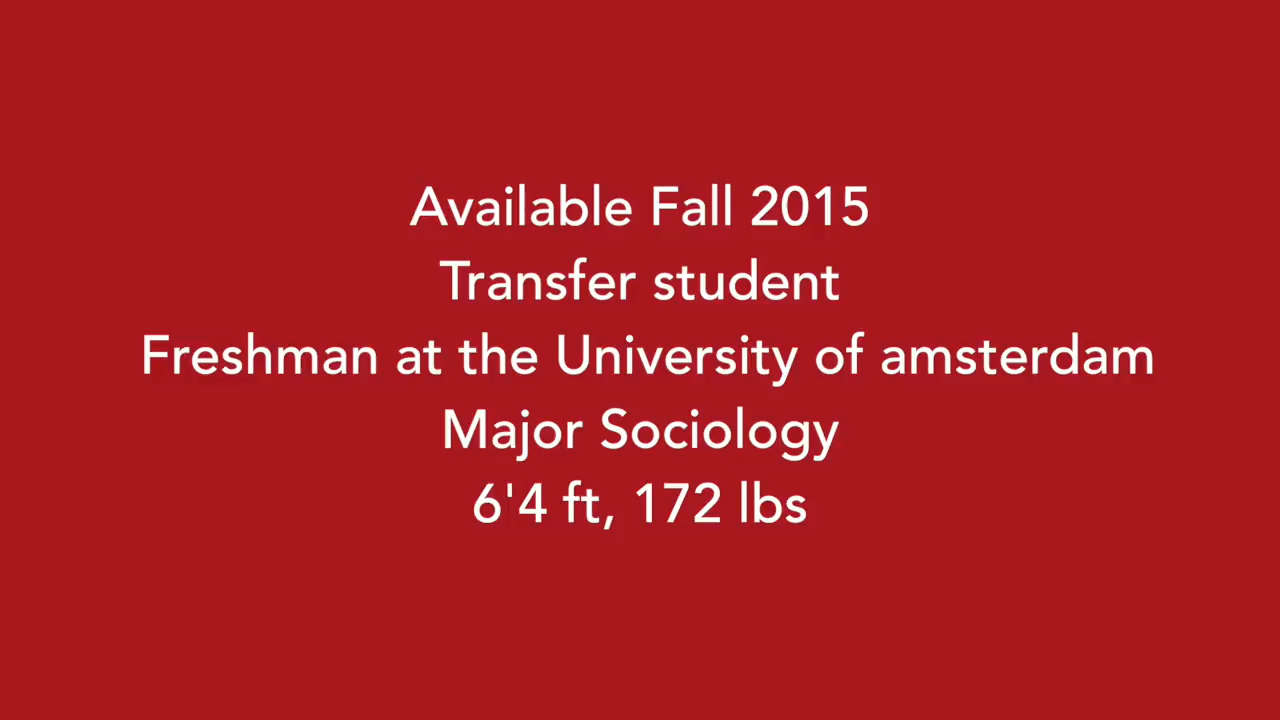 Available Fall 2015
Transfer student
Freshman at the University of amsterdam
Major Sociology
6'4 ft, 172 lbs